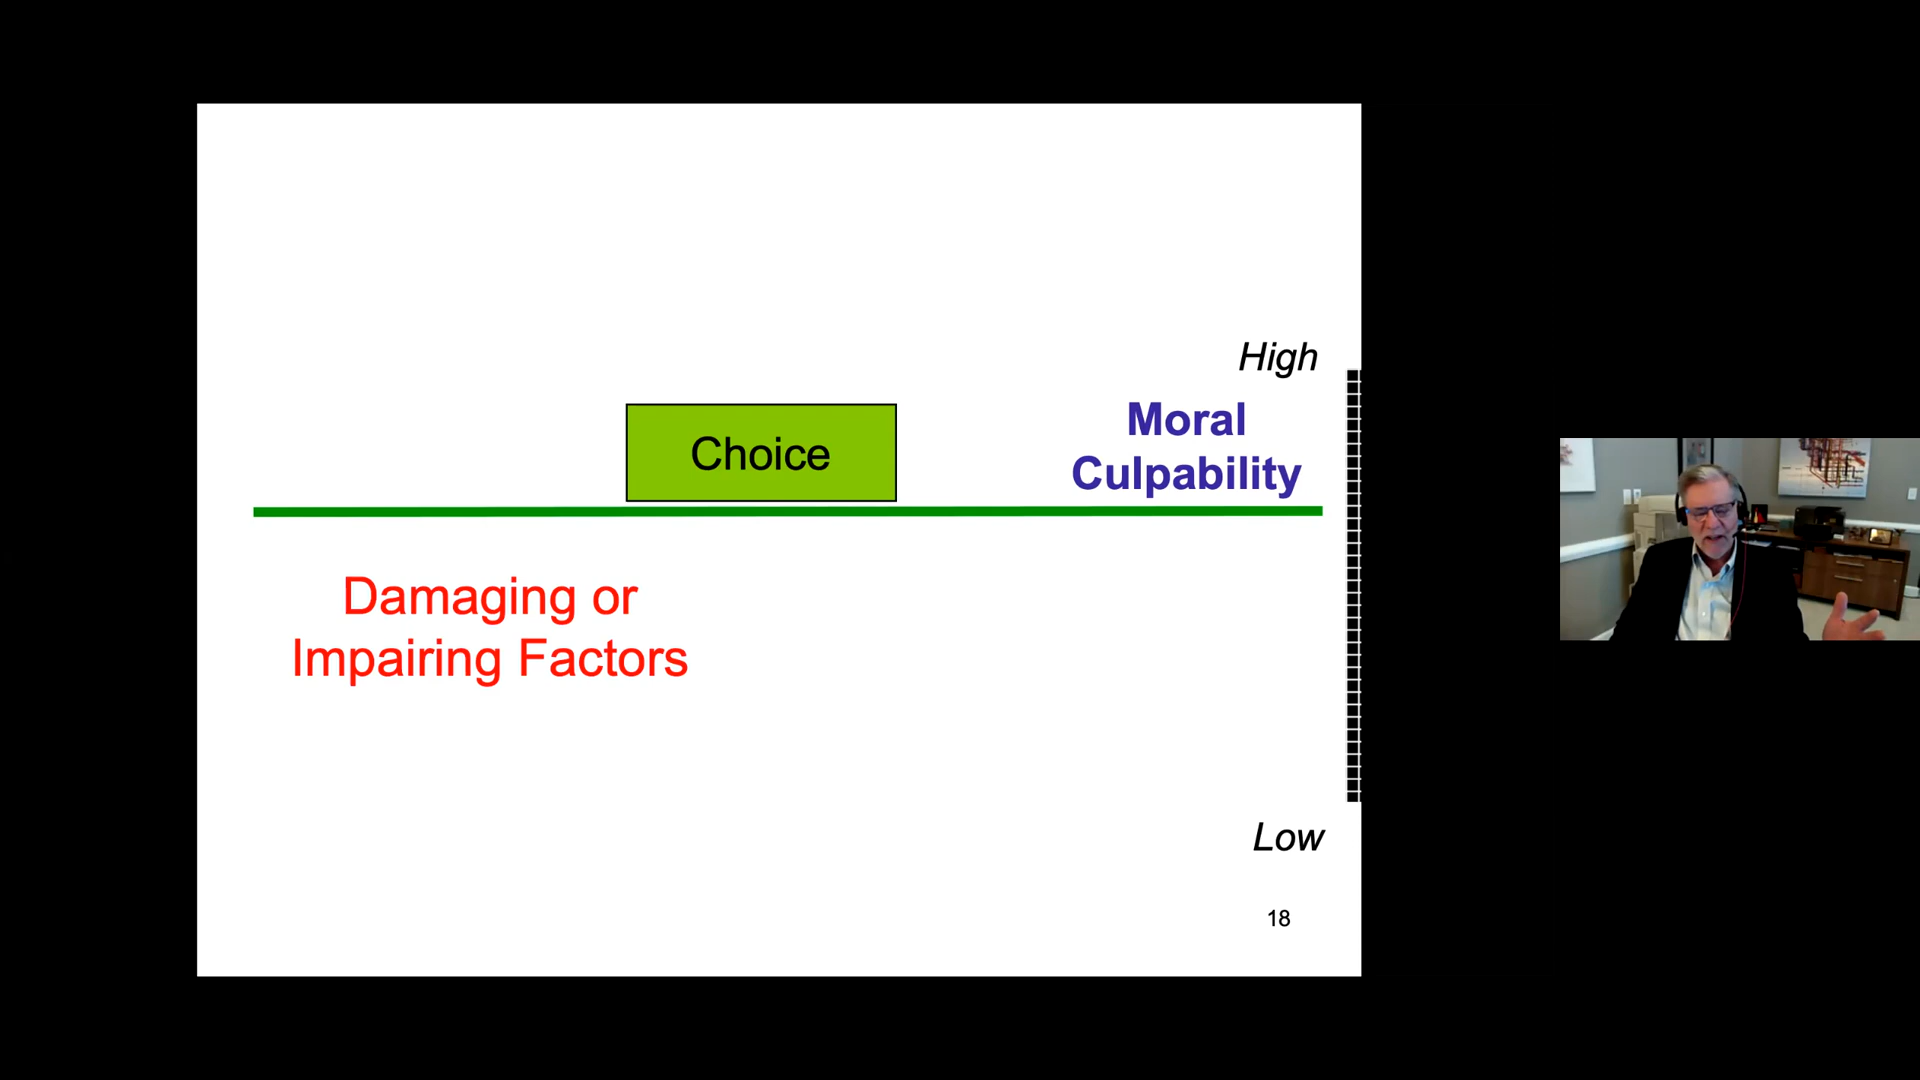 High
Choice
Moral
Culpability
Damaging or
Impairing Factors
Low
18